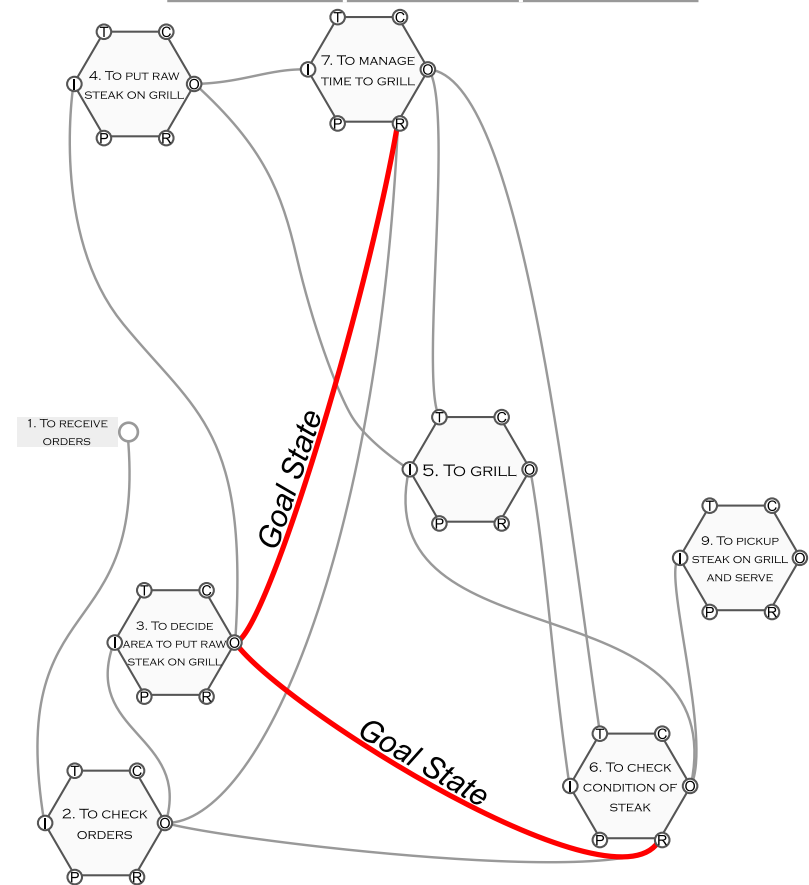 T
C
I
4. To put raw
steak on grill
O
P
R
T
C
I
7. To manage
time to grill
O
P
R
Goal State
1. To receive
orders
T
C
I
5. To grill
O
P
R
T
C
I
9. To pickup
steak on grill
and serve
O
P
R
T
C
I
3. To decide
area to put raw
steak on grill
O
P
R
Goal State
T
C
I
6. To check
condition of
steak
O
P
R
T
C
I
2. To check
orders
O
P
R